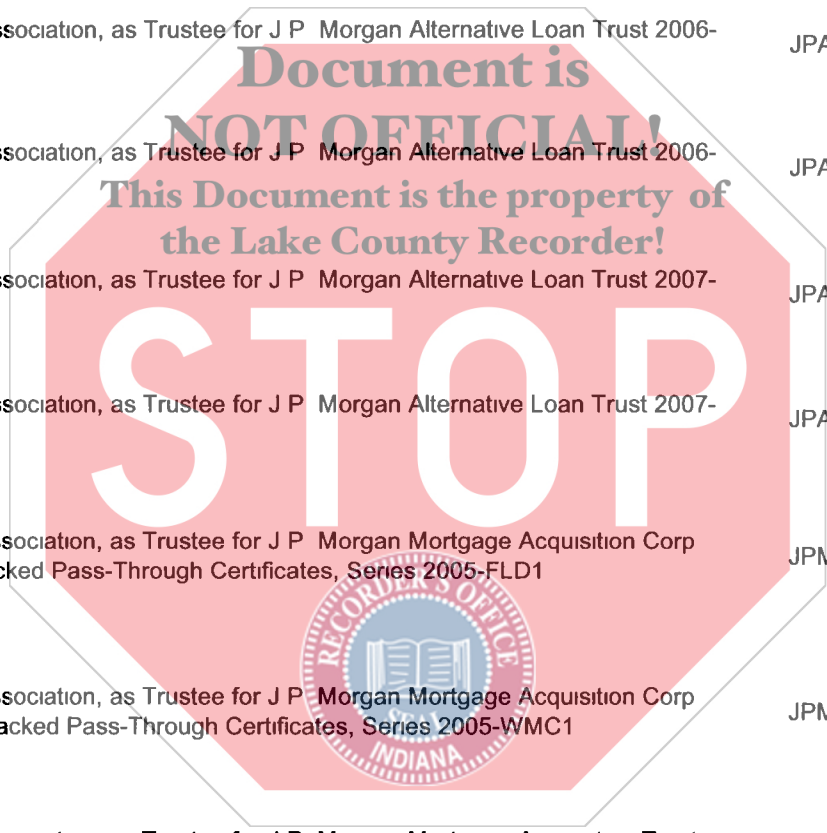 ssociation, as Trustee for J P Morgan Alternative Loan Trust 2006-
JPA
Document is
NOT OFFICIAL!
ssociation, as Trustee for J P Morgan Alternative Loan Trust 2006-
JPA
This Document is the property of
the Lake County Recorder!
ssociation, as Trustee for J P Morgan Alternative Loan Trust 2007-
JPA
STOP
ssociation, as Trustee for J P Morgan Alternative Loan Trust 2007-
JPA
ssociation, as Trustee for J P Morgan Mortgage Acquisition Corp
JPM
cked Pass-Through Certificates, Series 2005-FLD1
RECORDER'S OFFICE
ssociation, as Trustee for J P Morgan Mortgage Acquisition Corp
JPM
acked Pass-Through Certificates, Series 2005-WMC1
SEAL
INDIANA